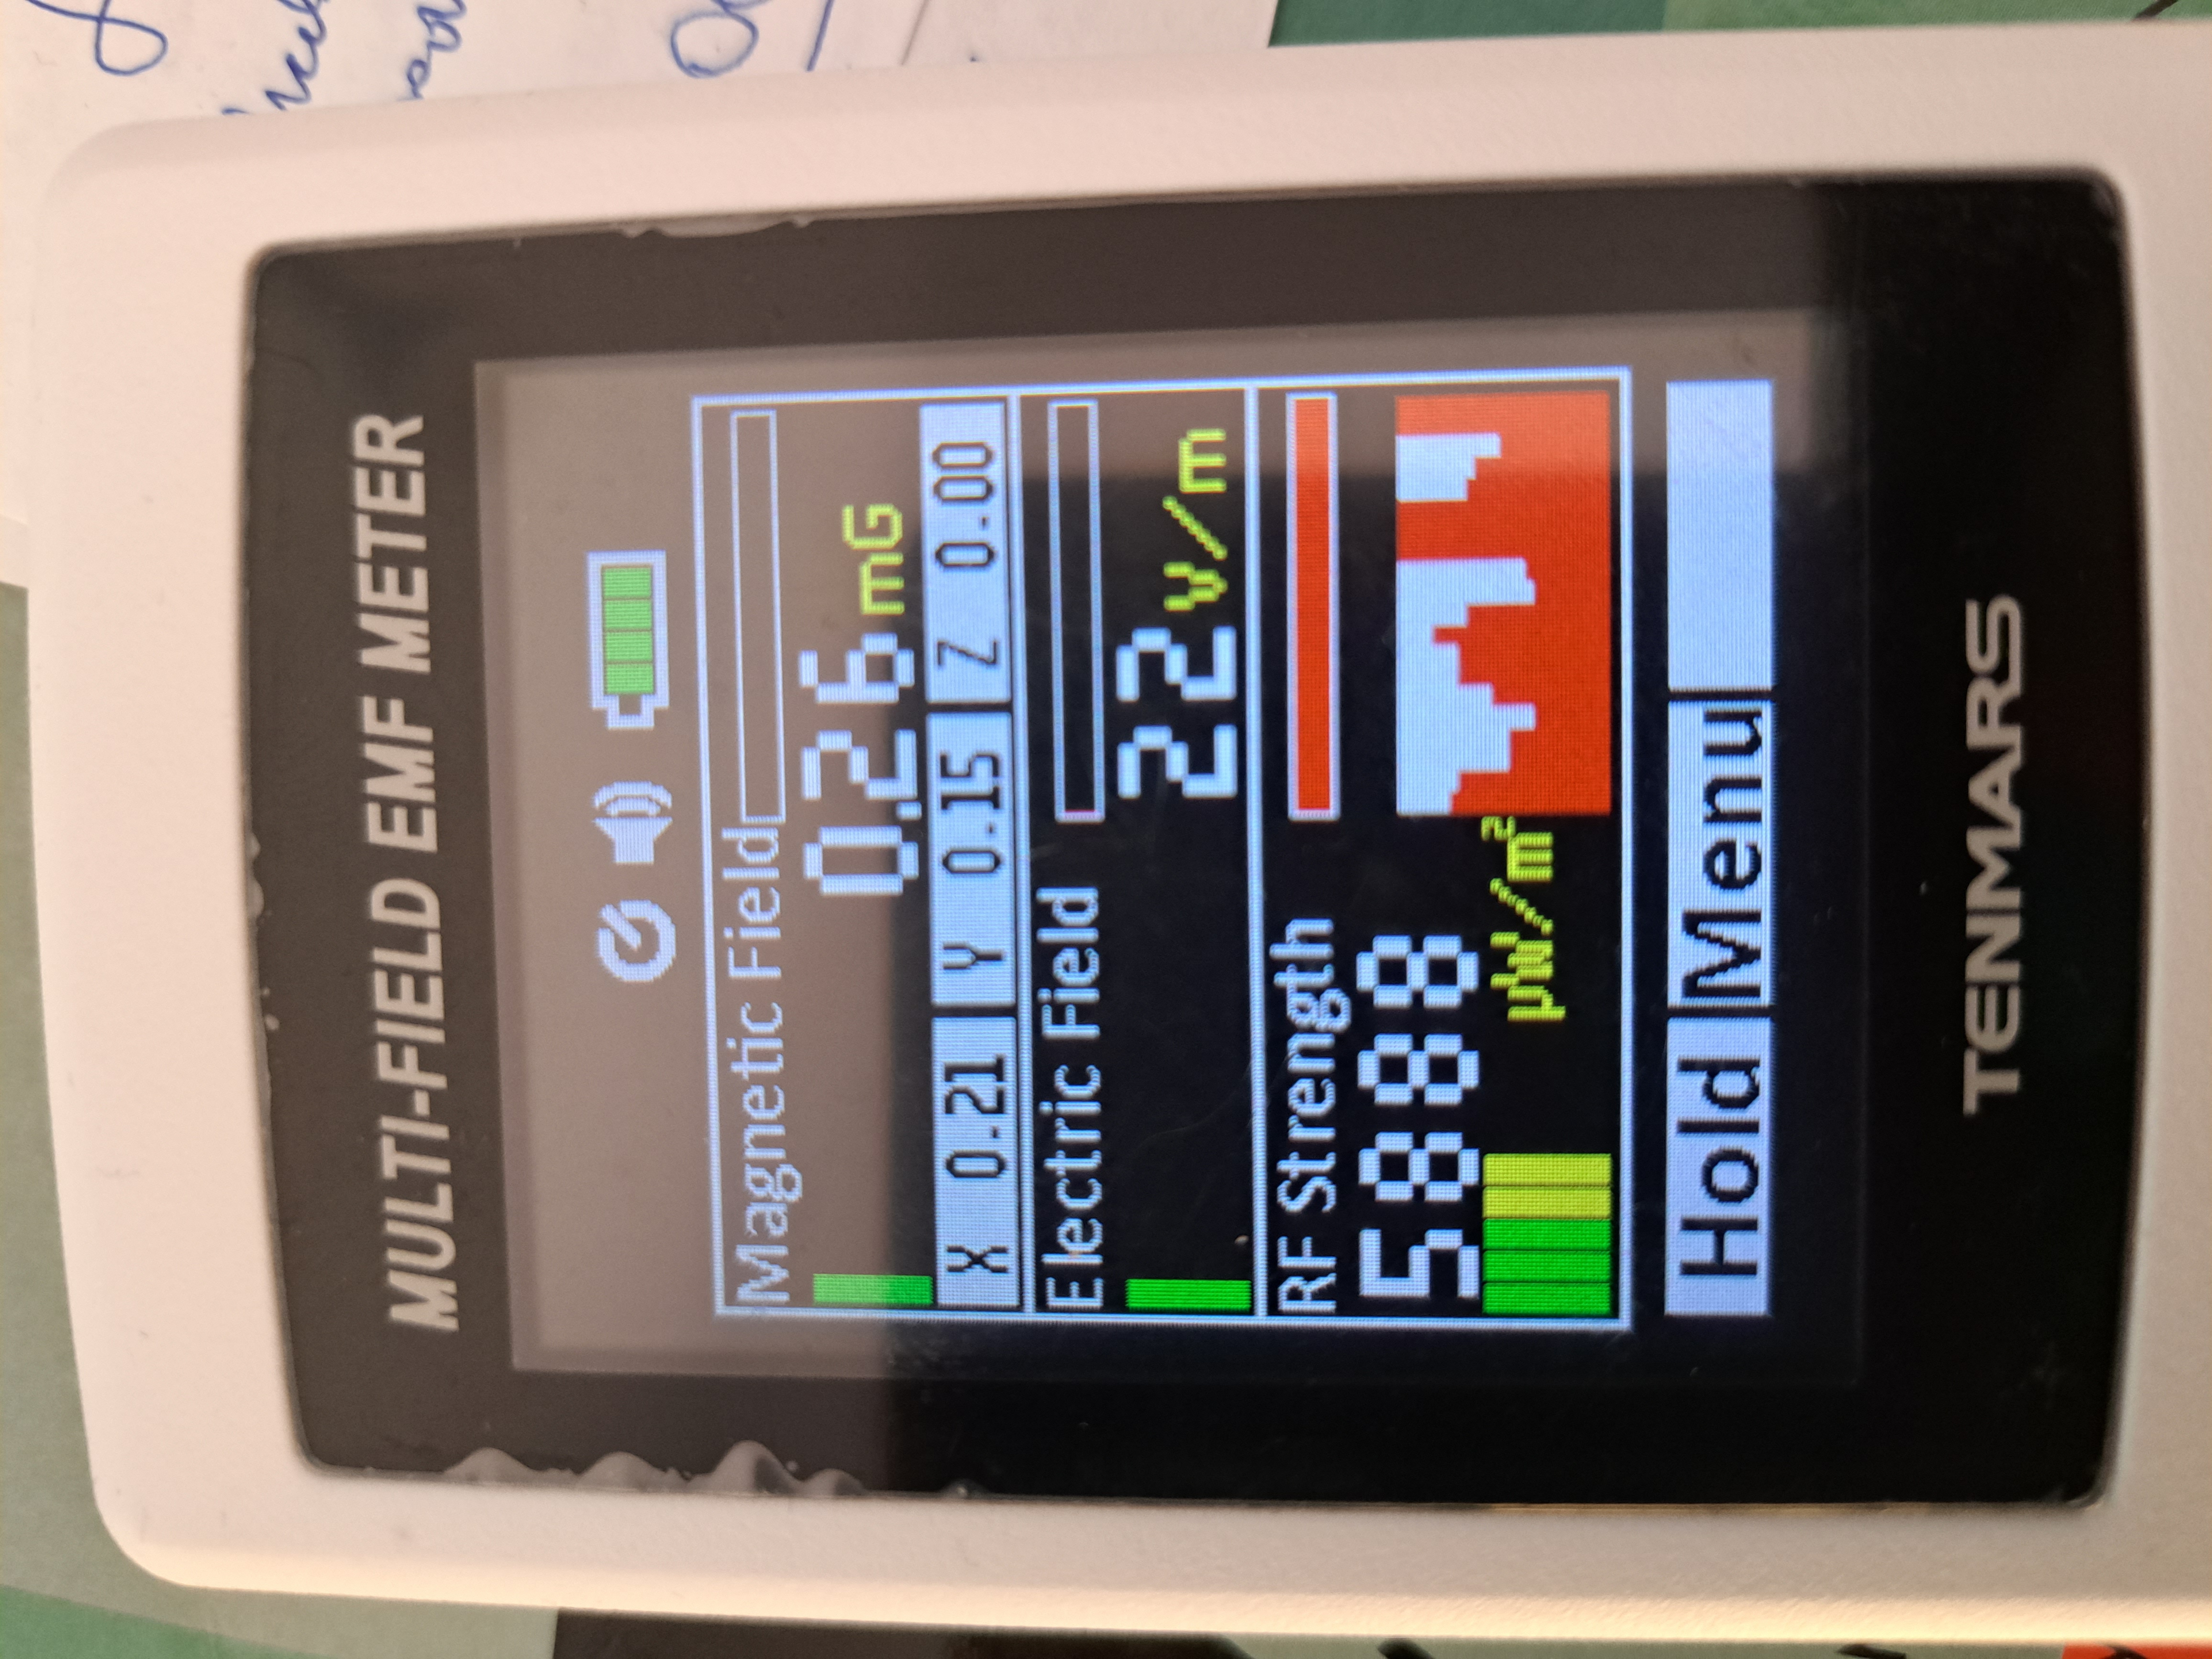 MULTI-FIELD EMF METER
Magnetic Field
0.26 mG
X 0.21 Y 0.15 Z 0.00
Electric Field
22 V/m
RF Strength
5888
µW/m²
Hold Menu
TENMARS